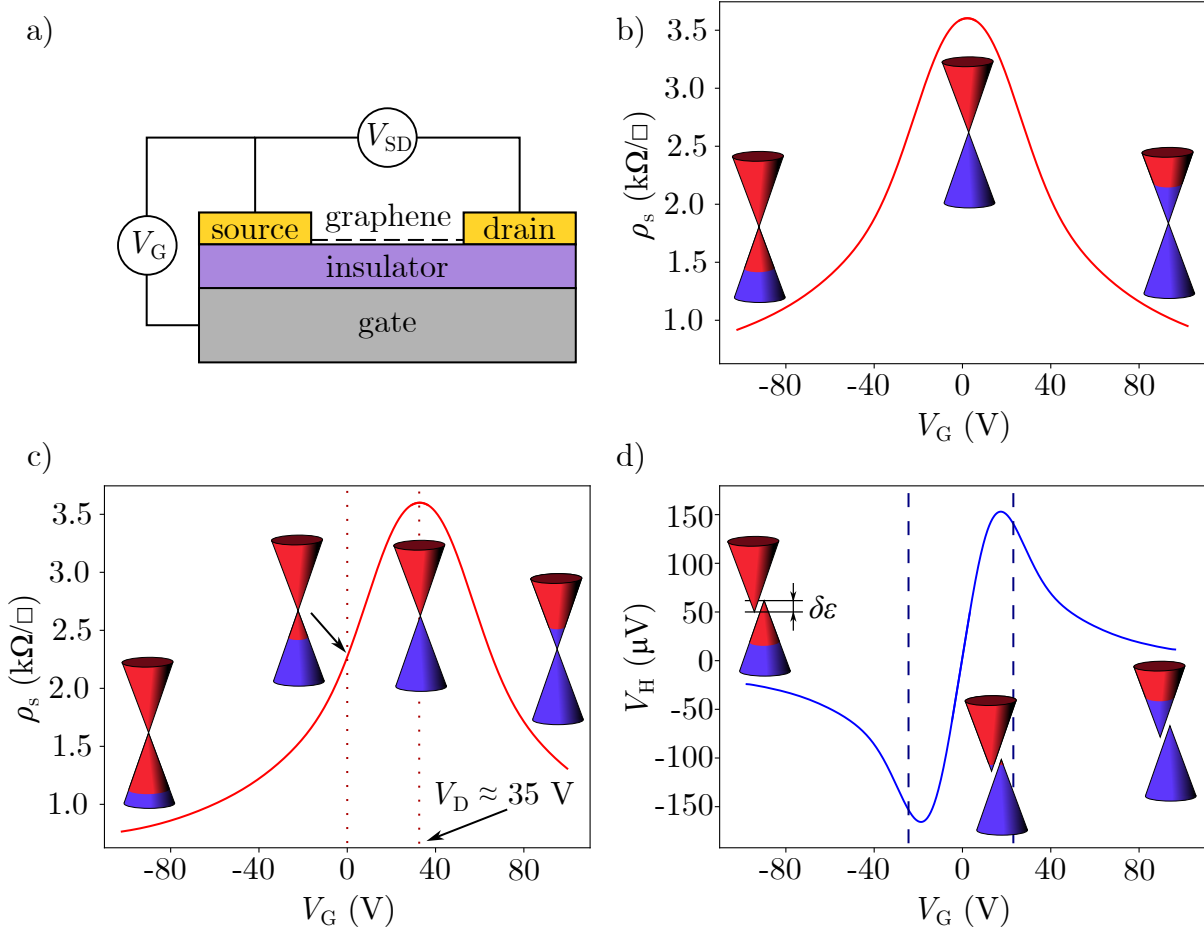 a)
V_SD
V_G
source
graphene
drain
insulator
gate
b)
ρ_s (kΩ/□)
3.5
3.0
2.5
2.0
1.5
1.0
-80 -40 0 40 80
V_G (V)
c)
ρ_s (kΩ/□)
3.5
3.0
2.5
2.0
1.5
1.0
V_D ≈ 35 V
-80 -40 0 40 80
V_G (V)
d)
V_H (µV)
150
100
50
0
-50
-100
-150
δε
-80 -40 0 40 80
V_G (V)